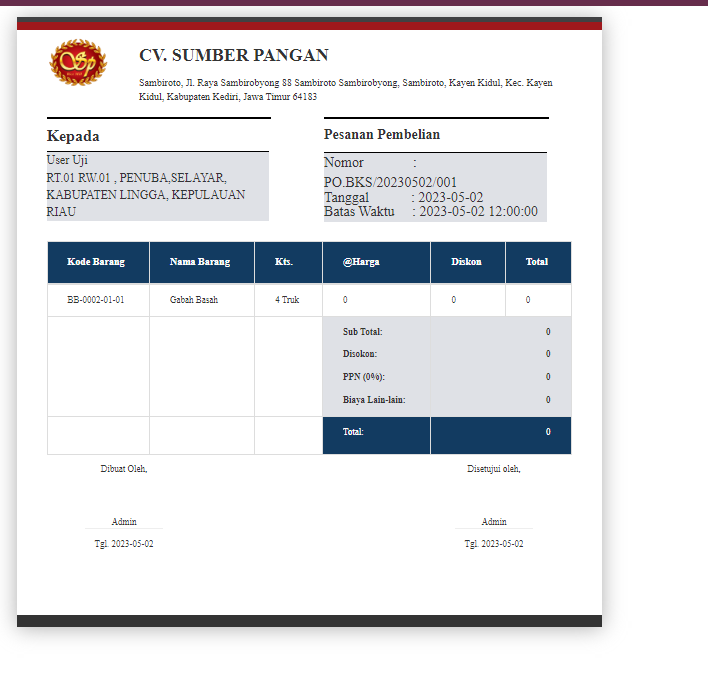 Sp
CV. SUMBER PANGAN
Sambiroto, Jl. Raya Sambirobyong 88 Sambiroto Sambirobyong, Sambiroto, Kayen Kidul, Kec. Kayen
Kidul, Kabupaten Kediri, Jawa Timur 64183
Kepada
User Uji
RT.01 RW.01 , PENUBA,SELAYAR,
KABUPATEN LINGGA, KEPULAUAN
RIAU
Pesanan Pembelian
Nomor :
PO.BKS/20230502/001
Tanggal : 2023-05-02
Batas Waktu : 2023-05-02 12:00:00
Kode Barang Nama Barang Kts. @Harga Diskon Total
BB-0002-01-01 Gabah Basah 4 Truk 0 0 0
Sub Total: 0
Disokon: 0
PPN (0%): 0
Biaya Lain-lain: 0
Total: 0
Dibuat Oleh, Disetujui oleh,
Admin Admin
Tgl. 2023-05-02 Tgl. 2023-05-02